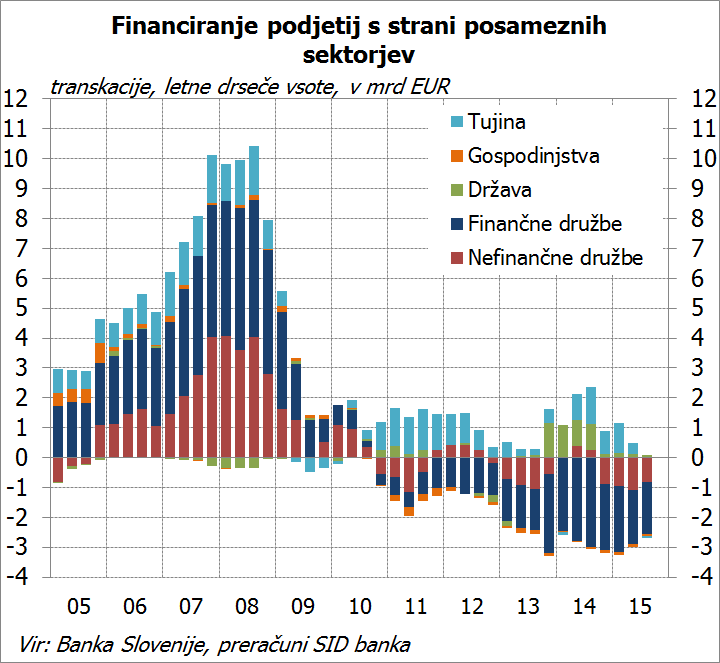 Financiranje podjetij s strani posameznih
sektorjev
transkacije, letne drseče vsote, v mrd EUR
12 12
11 11
10 10
9 9
8 8
7 7
6 6
5 5
4 4
3 3
2 2
1 1
0 0
-1 -1
-2 -2
-3 -3
-4 -4
Tujina
Gospodinjstva
Država
Finančne družbe
Nefinančne družbe
05 06 07 08 09 10 11 12 13 14 15
Vir: Banka Slovenije, preračuni SID banka